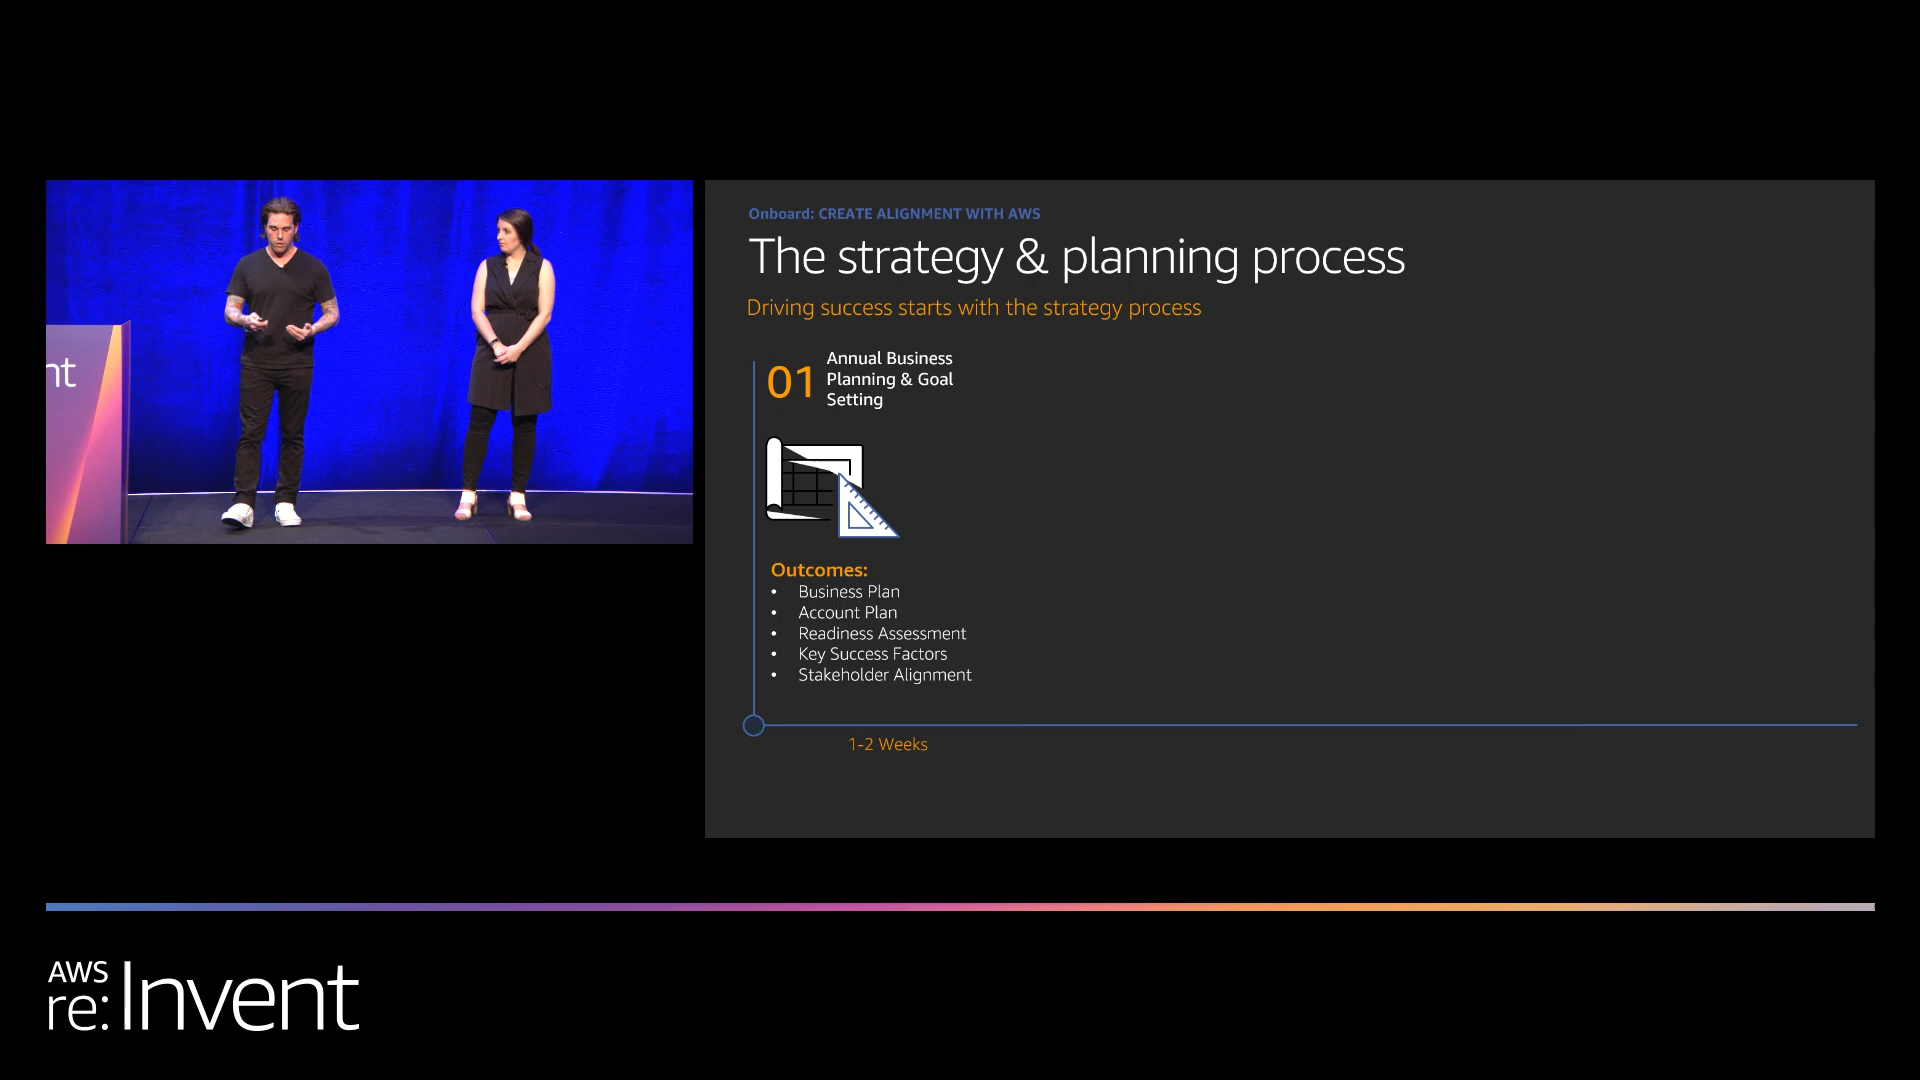 nt
Onboard: CREATE ALIGNMENT WITH AWS
The strategy & planning process
Driving success starts with the strategy process
01
Annual Business
Planning & Goal
Setting
Outcomes:
• Business Plan
• Account Plan
• Readiness Assessment
• Key Success Factors
• Stakeholder Alignment
1-2 Weeks
AWS
re:Invent